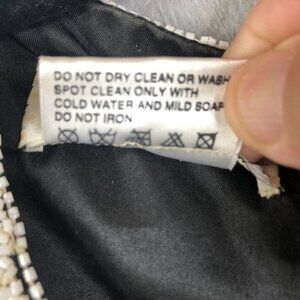 DO NOT DRY CLEAN OR WASH
SPOT CLEAN ONLY WITH
COLD WATER AND MILD SOAP
DO NOT IRON